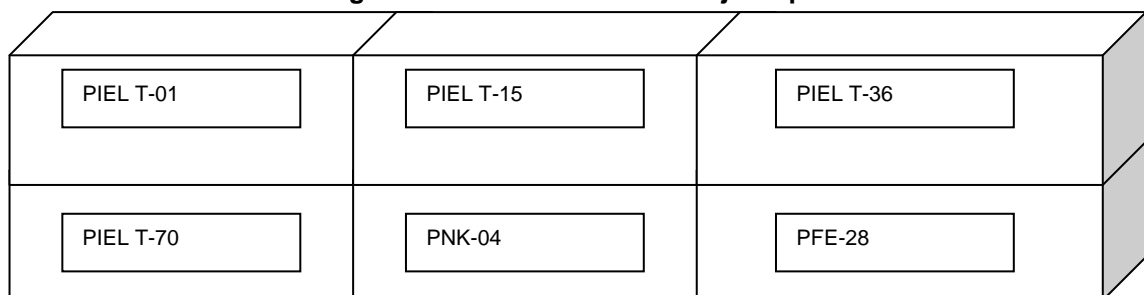 PIEL T-01 PIEL T-15 PIEL T-36
PIEL T-70 PNK-04 PFE-28